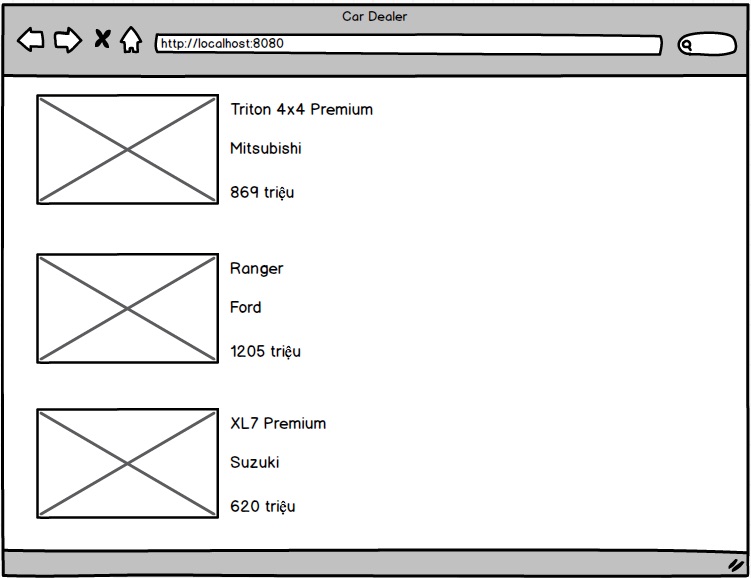 Car Dealer
http://localhost:8080
Triton 4x4 Premium
Mitsubishi
869 triệu
Ranger
Ford
1205 triệu
XL7 Premium
Suzuki
620 triệu